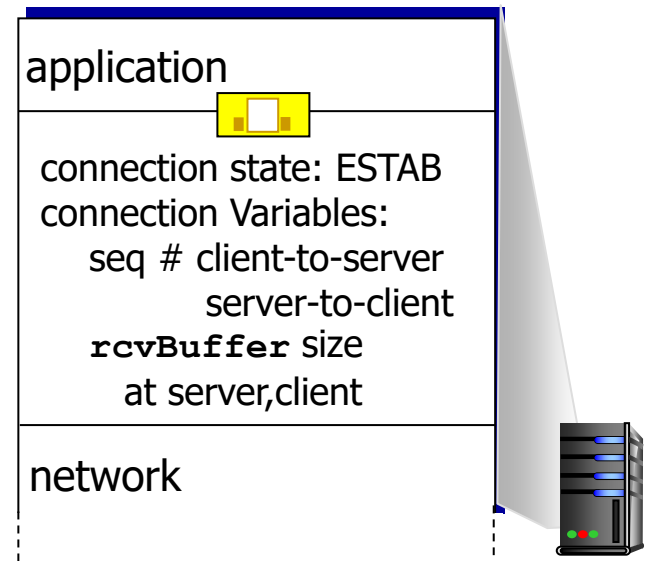 application
connection state: ESTAB
connection Variables:
seq # client-to-server
server-to-client
rcvBuffer size
at server,client
network